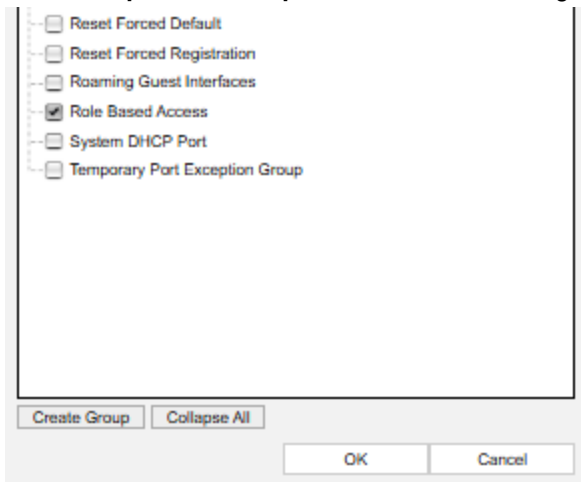 Reset Forced Default
Reset Forced Registration
Roaming Guest Interfaces
Role Based Access
System DHCP Port
Temporary Port Exception Group
Create Group Collapse All
OK Cancel